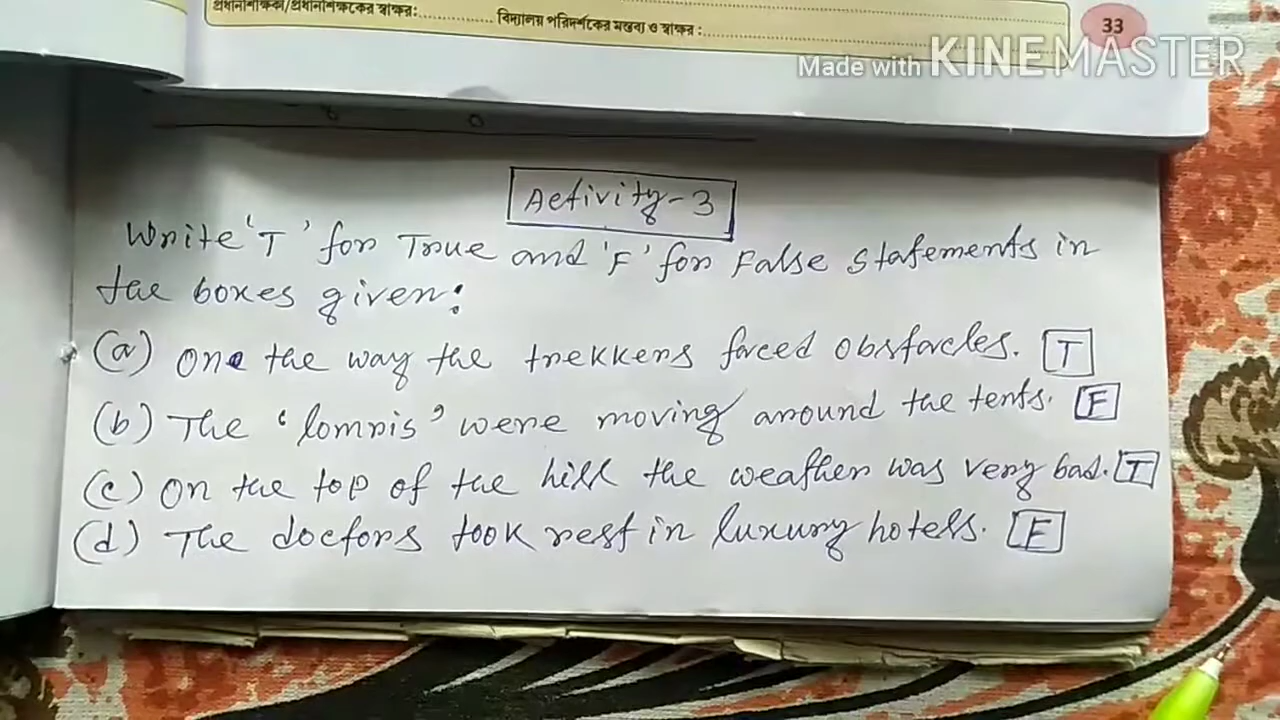 প্রধানশিক্ষিকা/প্রধানশিক্ষকের স্বাক্ষর:.................. বিদ্যালয় পরিদর্শকের মন্তব্য ও স্বাক্ষর :..................
33
Made with KINEMASTER
Activity-3
Write 'T' for True and 'F' for False statements in
the boxes given:
(a) One the way the trekkers faced obstacles. T
(b) The 'lomris' were moving around the tents. F
(c) On the top of the hill the weather was very bad. T
(d) The doctors took rest in luxury hotels. F